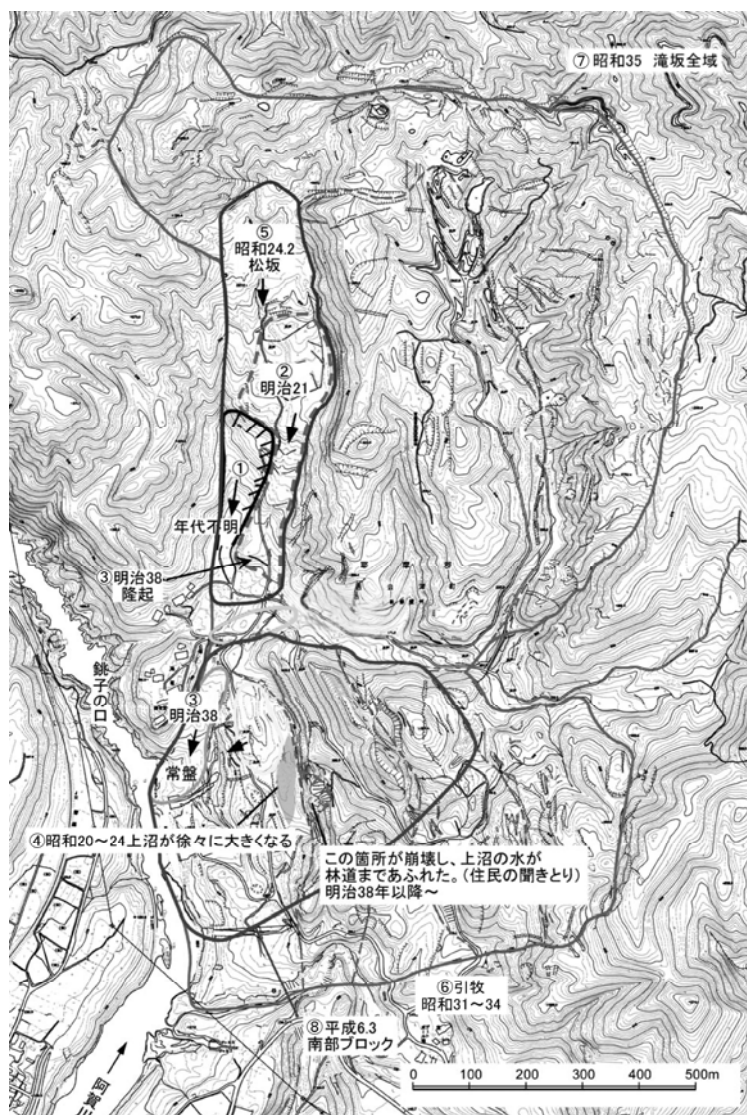 ⑦昭和35 滝坂全域
⑤
昭和24.2
松坂
②
明治21
①
年代不明
③明治38
隆起
銚子の口
③
明治38
常盤
④昭和20～24上沼が徐々に大きくなる
この箇所が崩壊し、上沼の水が
林道まであふれた。(住民の聞きとり)
明治38年以降～
⑥引牧
昭和31～34
⑧平成6.3
南部ブロック
0 100 200 300 400 500m
阿賀川